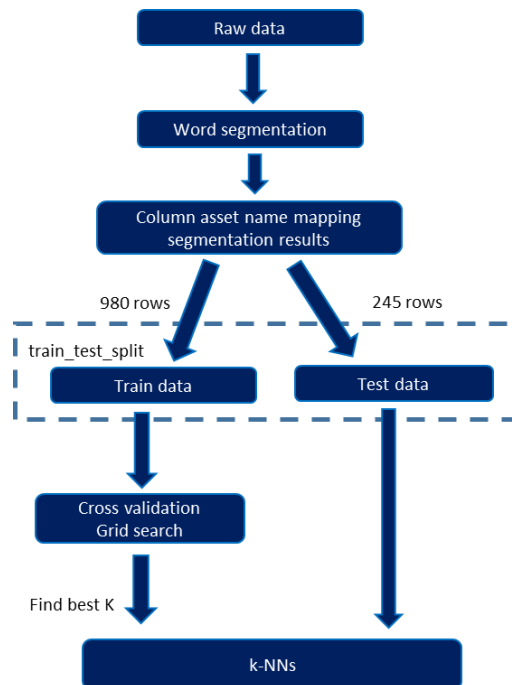 Raw data
Word segmentation
Column asset name mapping
segmentation results
980 rows
245 rows
train_test_split
Train data
Test data
Cross validation
Grid search
Find best K
k-NNs